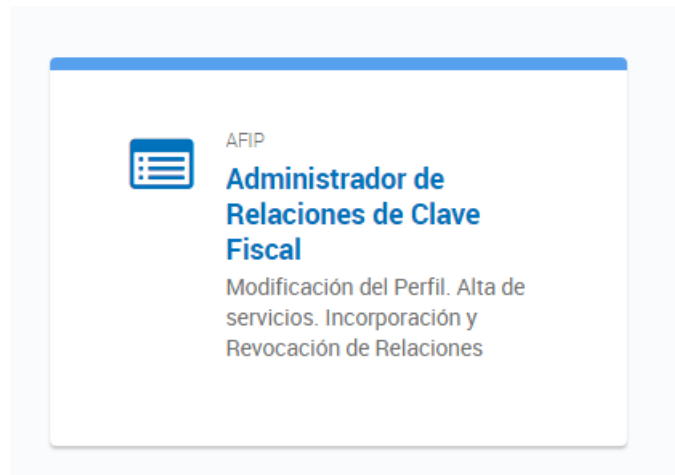 AFIP
Administrador de
Relaciones de Clave
Fiscal
Modificación del Perfil. Alta de
servicios. Incorporación y
Revocación de Relaciones